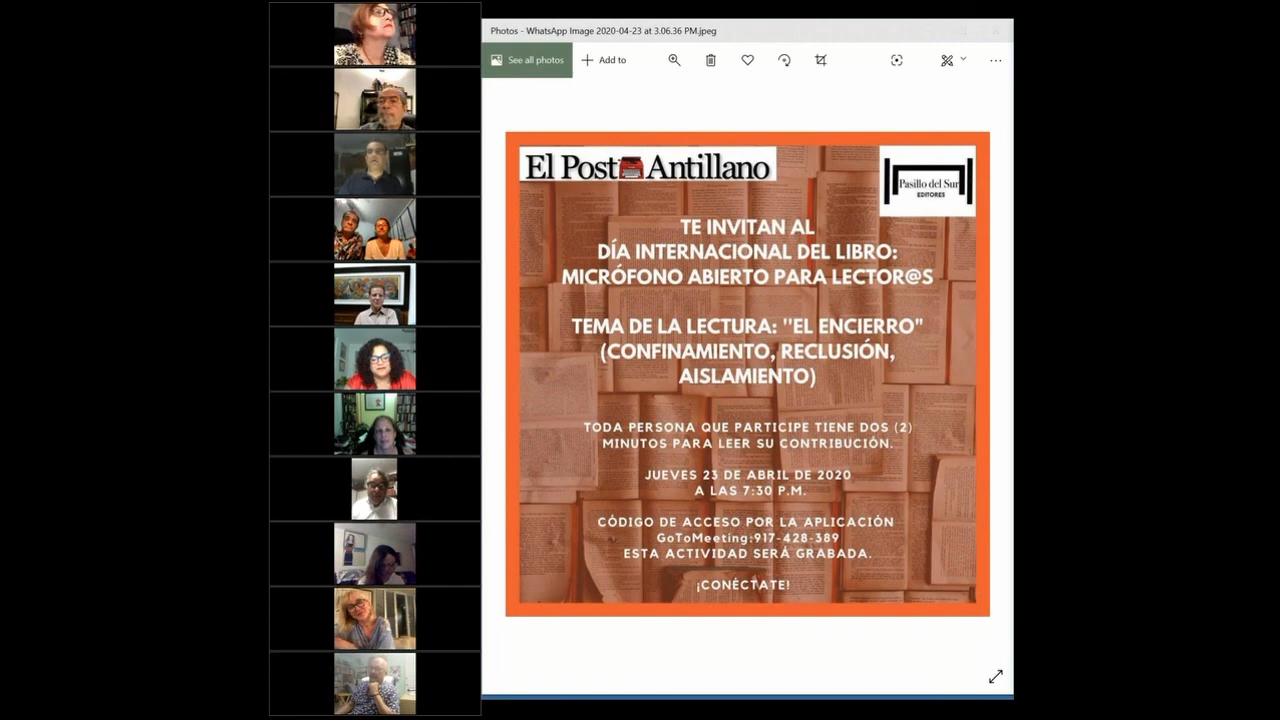 Photos - WhatsApp Image 2020-04-23 at 3.06.36 PM.jpeg
See all photos
Add to
El Post Antillano
Pasillo del Sur
EDITORES
TE INVITAN AL
DÍA INTERNACIONAL DEL LIBRO:
MICRÓFONO ABIERTO PARA LECTOR@S
TEMA DE LA LECTURA: "EL ENCIERRO"
(CONFINAMIENTO, RECLUSIÓN,
AISLAMIENTO)
TODA PERSONA QUE PARTICIPE TIENE DOS (2)
MINUTOS PARA LEER SU CONTRIBUCIÓN.
JUEVES 23 DE ABRIL DE 2020
A LAS 7:30 P.M.
CÓDIGO DE ACCESO POR LA APLICACIÓN
GoToMeeting:917-428-389
ESTA ACTIVIDAD SERÁ GRABADA.
¡CONÉCTATE!